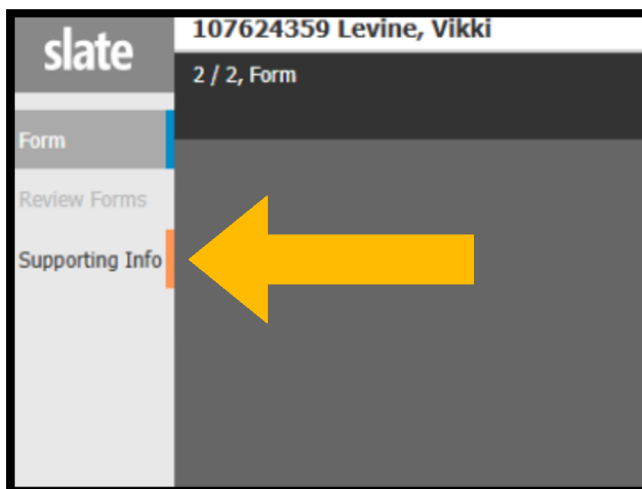 slate
107624359 Levine, Vikki
2 / 2, Form
Form
Review Forms
Supporting Info